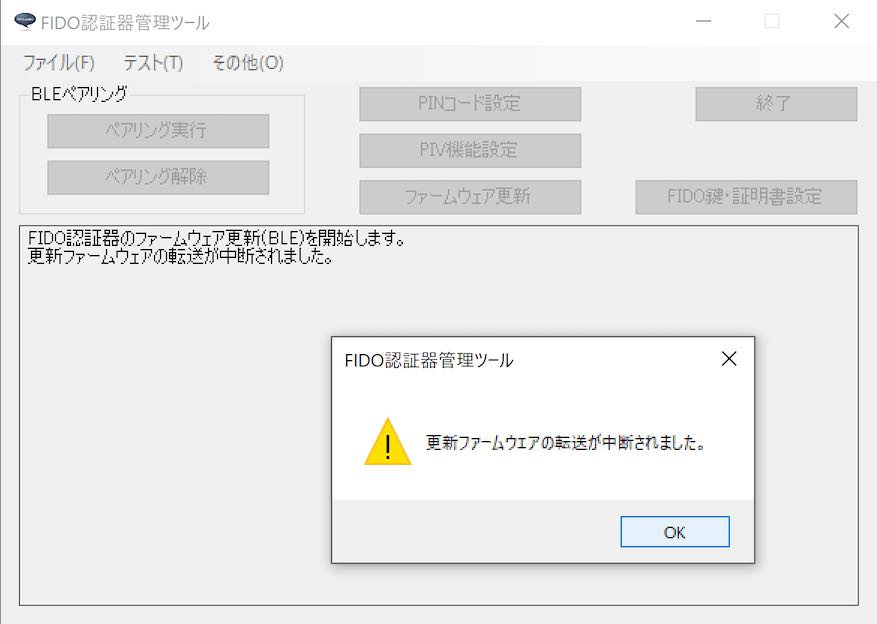 FIDO認証器管理ツール
ファイル(F) テスト(T) その他(O)
BLEペアリング
ペアリング実行
ペアリング解除
PINコード設定
PIV機能設定
ファームウェア更新
終了
FIDO鍵・証明書設定
FIDO認証器のファームウェア更新(BLE)を開始します。
更新ファームウェアの転送が中断されました。
FIDO認証器管理ツール
更新ファームウエアの転送が中断されました。
OK